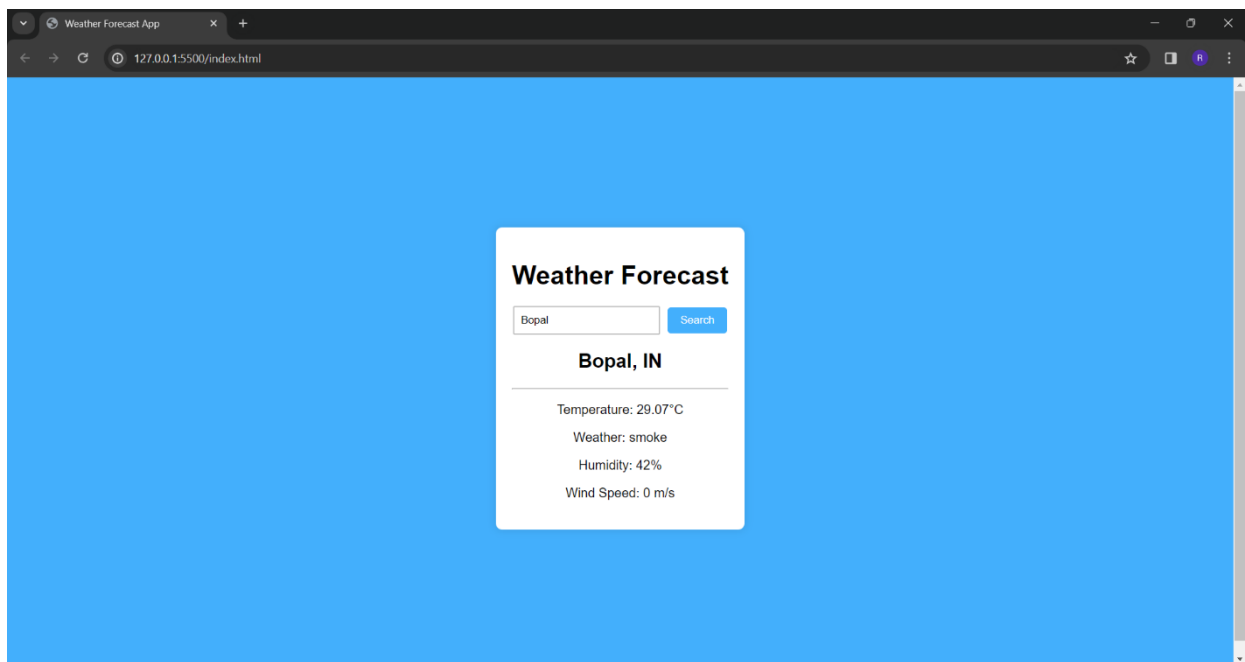 Weather Forecast App
127.0.0.1:5500/index.html
R
Weather Forecast
Bopal Search
Bopal, IN
Temperature: 29.07°C
Weather: smoke
Humidity: 42%
Wind Speed: 0 m/s